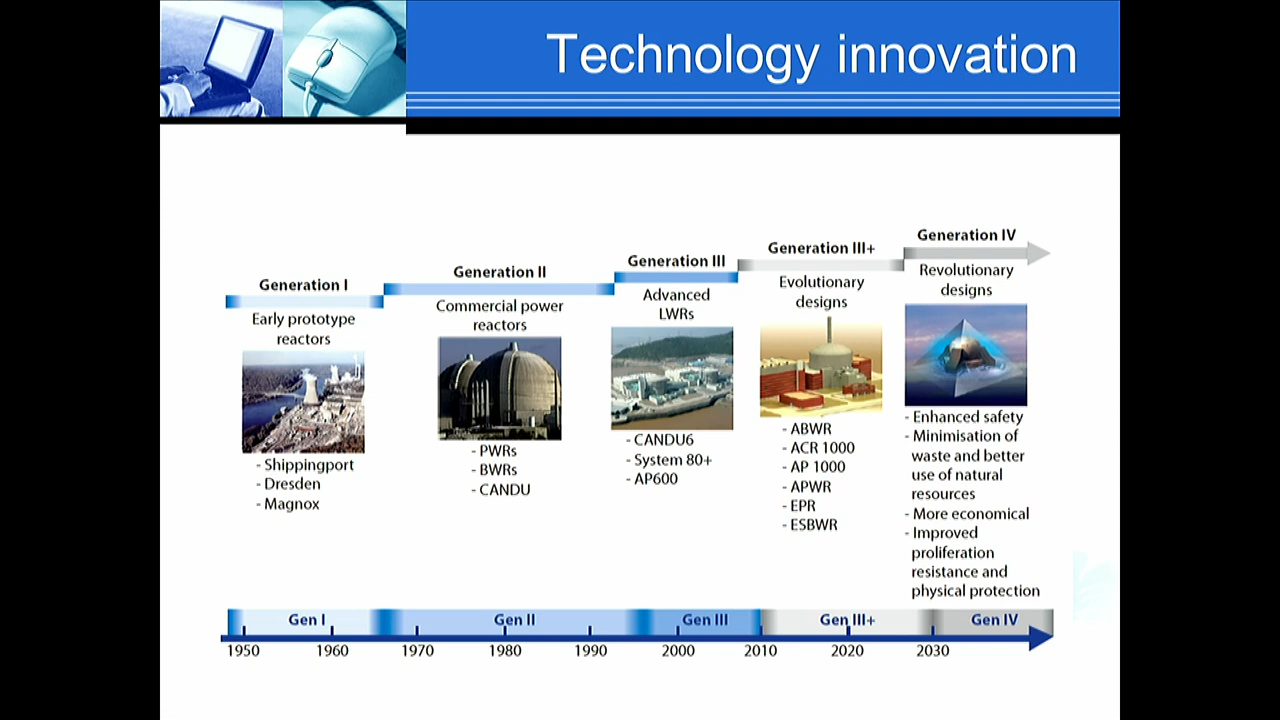 Technology innovation
Generation I
Early prototype
reactors
- Shippingport
- Dresden
- Magnox
Generation II
Commercial power
reactors
- PWRs
- BWRs
- CANDU
Generation III
Advanced
LWRs
- CANDU6
- System 80+
- AP600
Generation III+
Evolutionary
designs
- ABWR
- ACR 1000
- AP 1000
- APWR
- EPR
- ESBWR
Generation IV
Revolutionary
designs
- Enhanced safety
- Minimisation of
waste and better
use of natural
resources
- More economical
- Improved
proliferation
resistance and
physical protection
Gen I Gen II Gen III Gen III+ Gen IV
1950 1960 1970 1980 1990 2000 2010 2020 2030